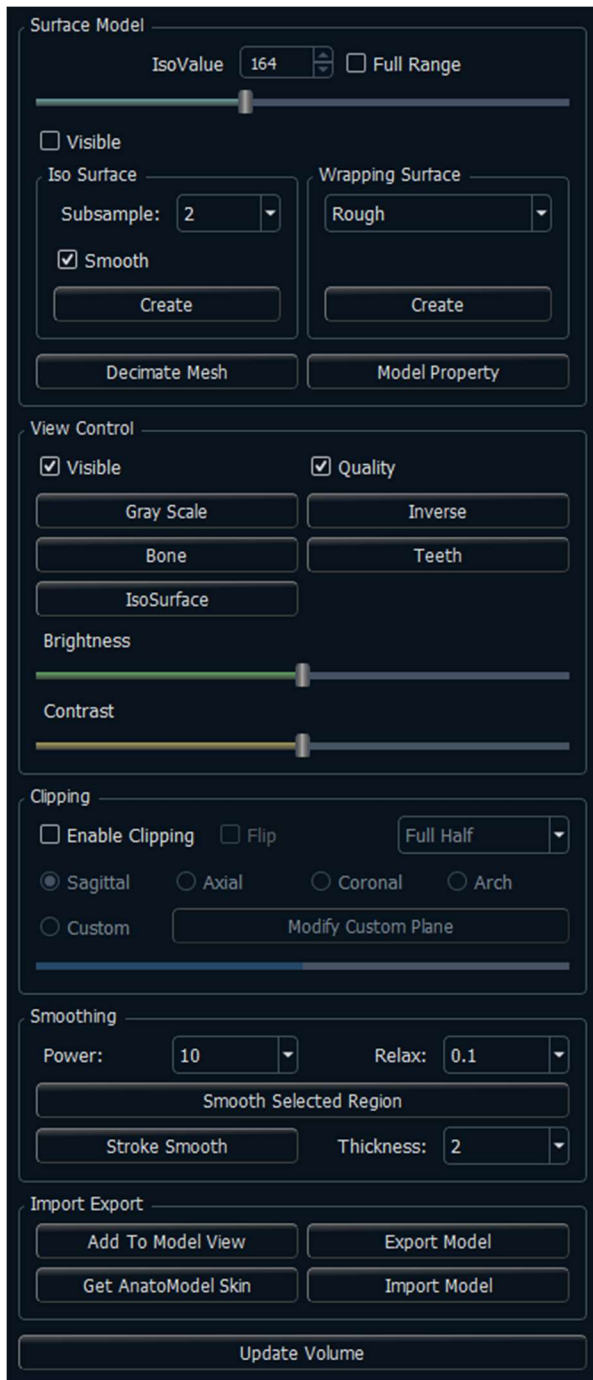 Surface Model
IsoValue 164 Full Range
Visible
Iso Surface Wrapping Surface
Subsample: 2 Rough
Smooth
Create Create
Decimate Mesh Model Property
View Control
Visible Quality
Gray Scale Inverse
Bone Teeth
IsoSurface
Brightness
Contrast
Clipping
Enable Clipping Flip Full Half
Sagittal Axial Coronal Arch
Custom Modify Custom Plane
Smoothing
Power: 10 Relax: 0.1
Smooth Selected Region
Stroke Smooth Thickness: 2
Import Export
Add To Model View Export Model
Get AnatoModel Skin Import Model
Update Volume